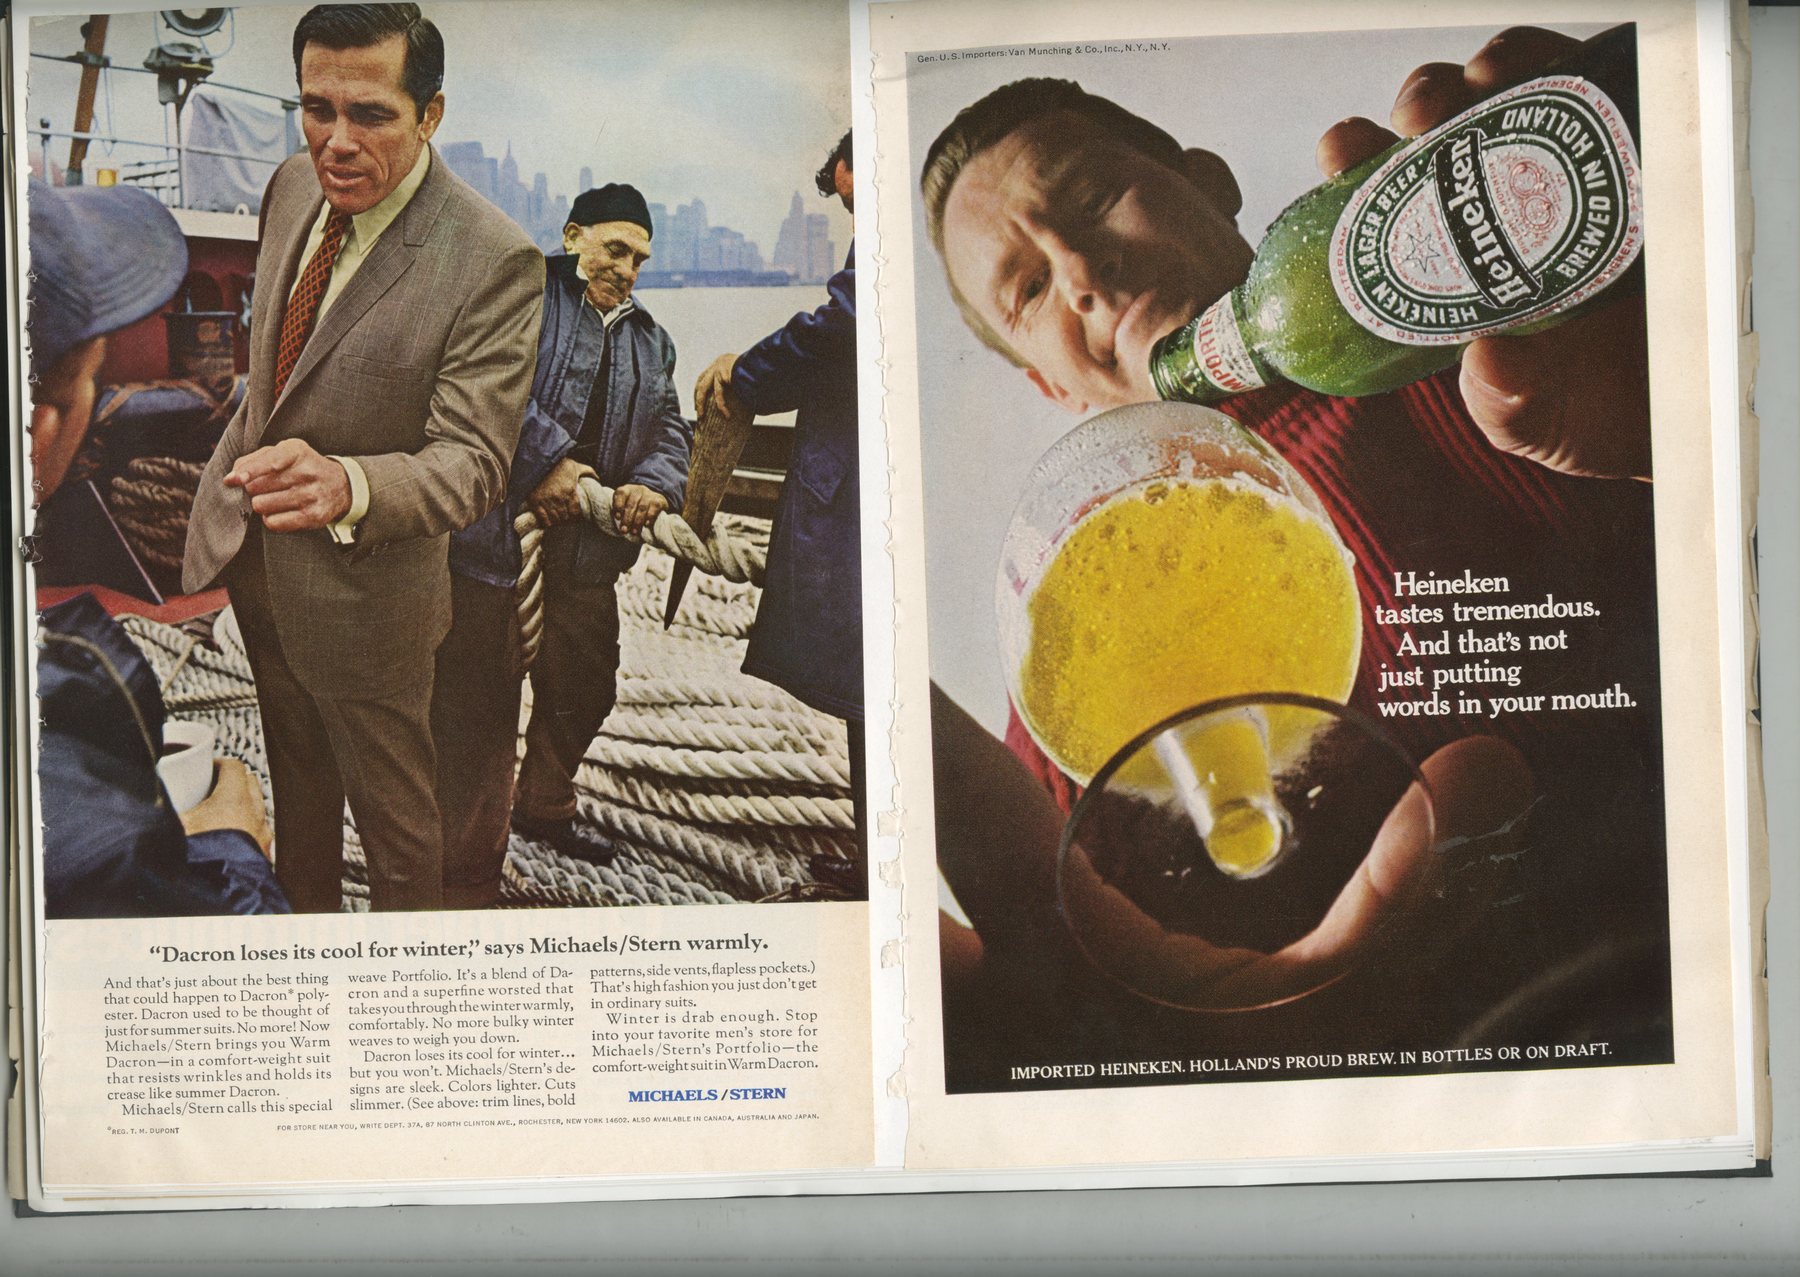 "Dacron loses its cool for winter," says Michaels/Stern warmly.
And that's just about the best thing
that could happen to Dacron* poly-
ester. Dacron used to be thought of
just for summer suits. No more! Now
Michaels/Stern brings you Warm
Dacron—in a comfort-weight suit
that resists wrinkles and holds its
crease like summer Dacron.
Michaels/Stern calls this special
weave Portfolio. It's a blend of Da-
cron and a superfine worsted that
takes you through the winter warmly,
comfortably. No more bulky winter
weaves to weigh you down.
Dacron loses its cool for winter...
but you won't. Michaels/Stern's de-
signs are sleek. Colors lighter. Cuts
slimmer. (See above: trim lines, bold
patterns, side vents, flapless pockets.)
That's high fashion you just don't get
in ordinary suits.
Winter is drab enough. Stop
into your favorite men's store for
Michaels/Stern's Portfolio—the
comfort-weight suit in Warm Dacron.
MICHAELS/STERN
*REG. T. M. DUPONT
FOR STORE NEAR YOU, WRITE DEPT. 37A, 87 NORTH CLINTON AVE., ROCHESTER, NEW YORK 14602. ALSO AVAILABLE IN CANADA, AUSTRALIA AND JAPAN.
Gen. U.S. Importers: Van Munching & Co., Inc., N.Y., N.Y.
HEINEKEN LAGER BEER
Heineken
BREWED IN HOLLAND
BOTTLED AT ROTTERDAM
IMPORTED
Heineken
tastes tremendous.
And that's not
just putting
words in your mouth.
IMPORTED HEINEKEN. HOLLAND'S PROUD BREW. IN BOTTLES OR ON DRAFT.